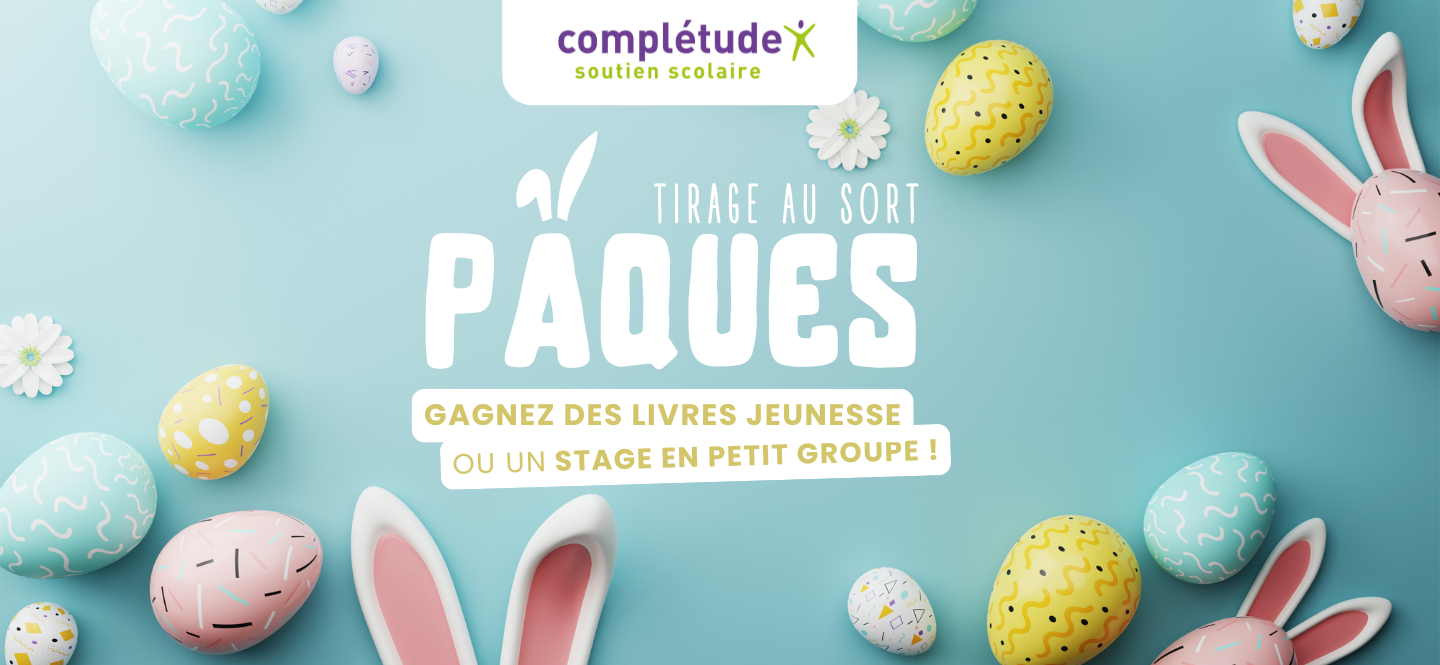 complétude
soutien scolaire
TIRAGE AU SORT
PÂQUES
GAGNEZ DES LIVRES JEUNESSE
OU UN STAGE EN PETIT GROUPE !